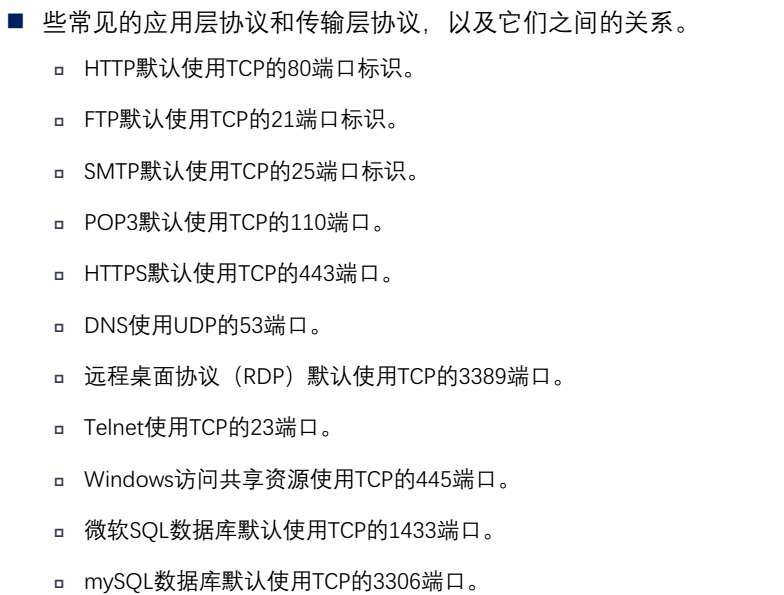 些常见的应用层协议和传输层协议，以及它们之间的关系。
HTTP默认使用TCP的80端口标识。
FTP默认使用TCP的21端口标识。
SMTP默认使用TCP的25端口标识。
POP3默认使用TCP的110端口。
HTTPS默认使用TCP的443端口。
DNS使用UDP的53端口。
远程桌面协议（RDP）默认使用TCP的3389端口。
Telnet使用TCP的23端口。
Windows访问共享资源使用TCP的445端口。
微软SQL数据库默认使用TCP的1433端口。
mySQL数据库默认使用TCP的3306端口。